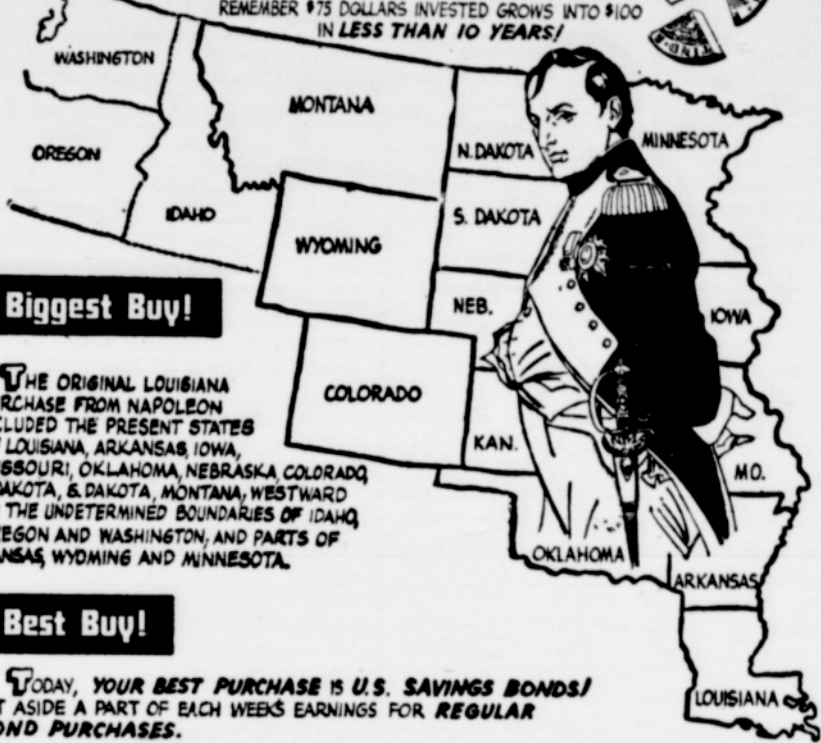 REMEMBER $75 DOLLARS INVESTED GROWS INTO $100
IN LESS THAN 10 YEARS!
WASHINGTON
MONTANA
OREGON
N. DAKOTA
MINNESOTA
IDAHO
S. DAKOTA
WYOMING
NEB.
IOWA
Biggest Buy!
THE ORIGINAL LOUISIANA
RCHASE FROM NAPOLEON
CLUDED THE PRESENT STATES
LOUISIANA, ARKANSAS, IOWA,
SSOURI, OKLAHOMA, NEBRASKA, COLORADO,
DAKOTA, S. DAKOTA, MONTANA, WESTWARD
THE UNDETERMINED BOUNDARIES OF IDAHO,
EGON AND WASHINGTON, AND PARTS OF
NSAS, WYOMING AND MINNESOTA.
COLORADO
KAN.
MO.
OKLAHOMA
ARKANSAS
LOUISIANA
Best Buy!
TODAY, YOUR BEST PURCHASE IS U.S. SAVINGS BONDS!
T ASIDE A PART OF EACH WEEKS EARNINGS FOR REGULAR
OND PURCHASES.